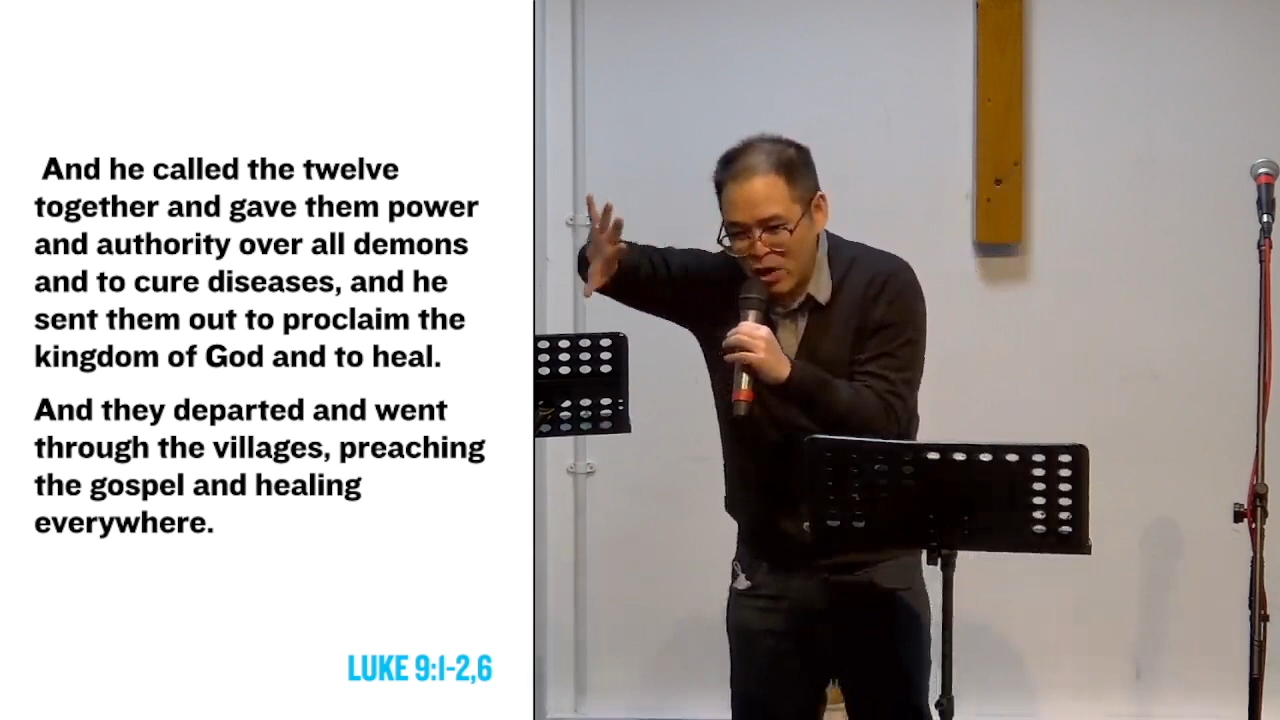 And he called the twelve
together and gave them power
and authority over all demons
and to cure diseases, and he
sent them out to proclaim the
kingdom of God and to heal.
And they departed and went
through the villages, preaching
the gospel and healing
everywhere.
LUKE 9:1-2,6